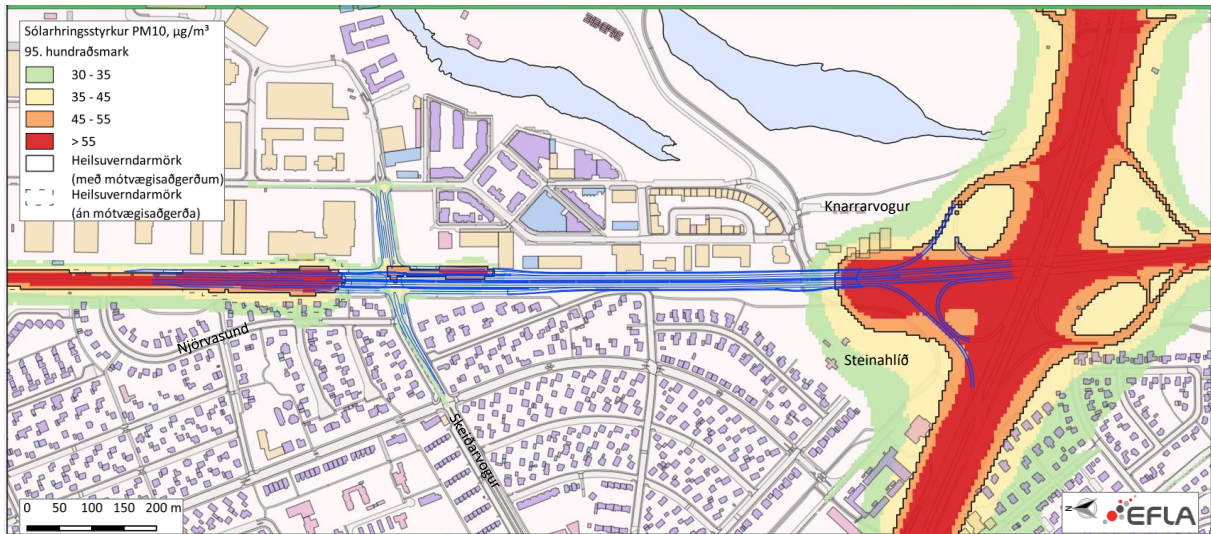 Sólarhringsstyrkur PM10, µg/m³
95. hundraðsmark
30 - 35
35 - 45
45 - 55
> 55
Heilsuverndarmörk
(með mótvægisaðgerðum)
Heilsuverndarmörk
(án mótvægisaðgerða)
Knarrarvogur
Njörvasund
Steinahlíð
Skeiðarvogur
0 50 100 150 200 m
N
EFLA